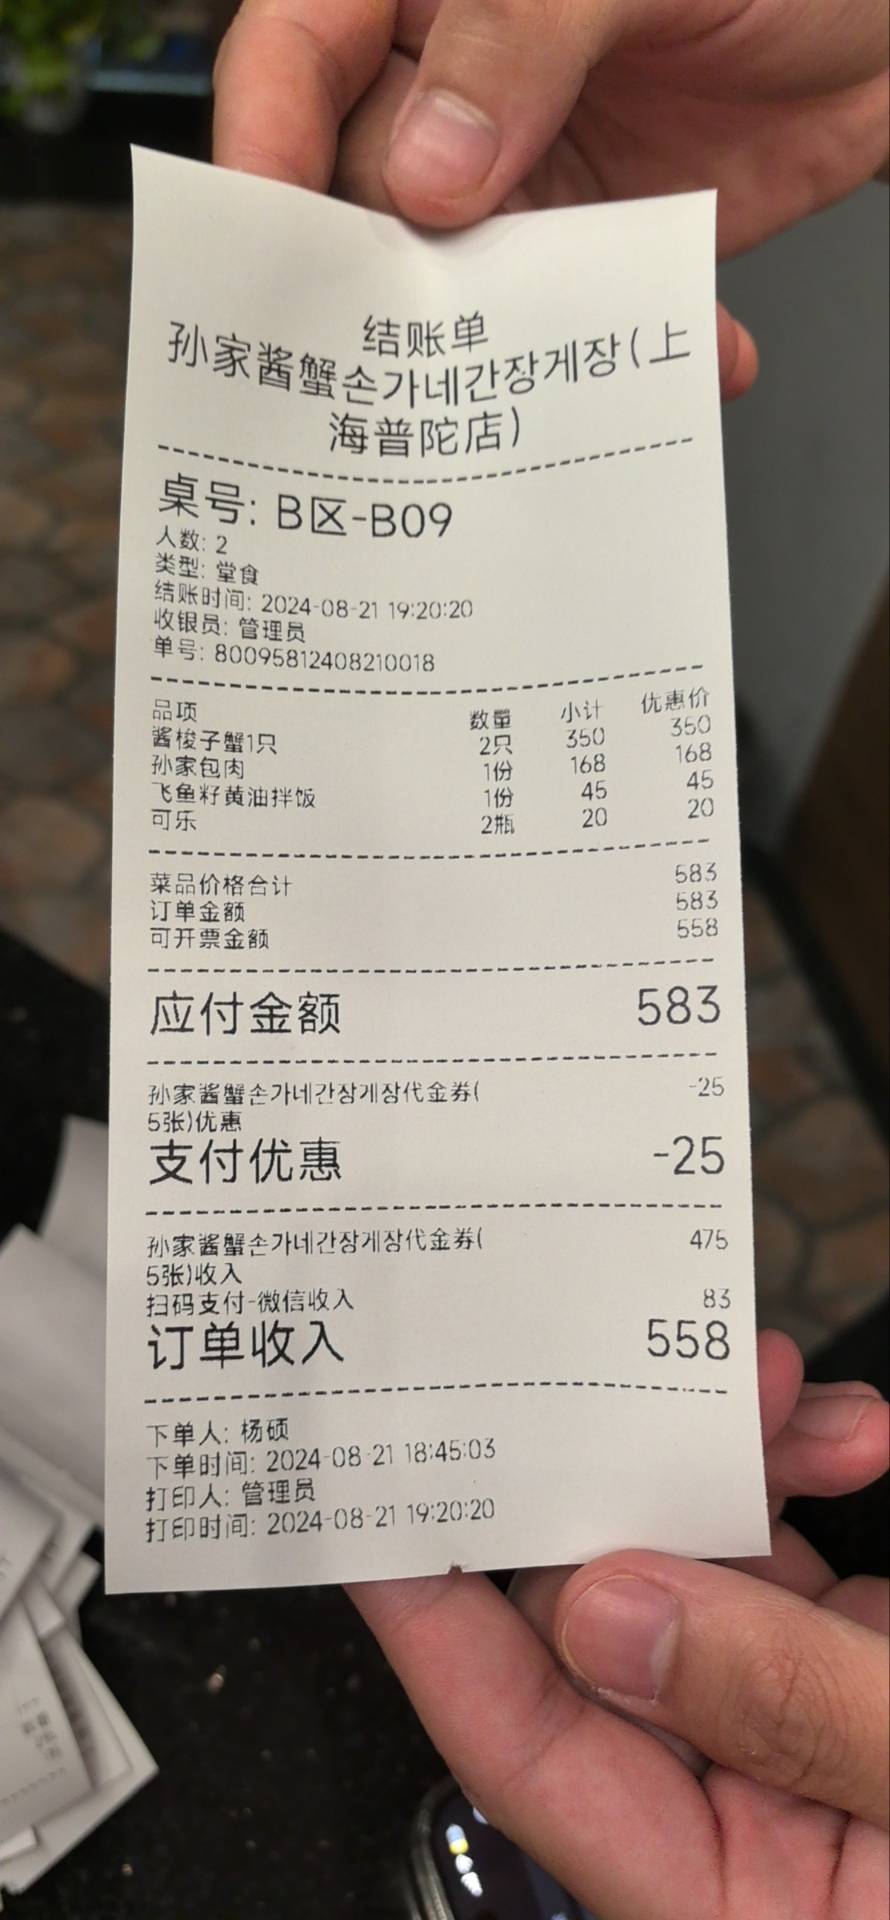 结账单
孙家酱蟹손가네간장게장(上
海普陀店)
桌号: B区-B09
人数: 2
类型: 堂食
结账时间: 2024-08-21 19:20:20
收银员: 管理员
单号: 80095812408210018
品项 数量 小计 优惠价
酱梭子蟹1只 2只 350 350
孙家包肉 1份 168 168
飞鱼籽黄油拌饭 1份 45 45
可乐 2瓶 20 20
菜品价格合计 583
订单金额 583
可开票金额 558
应付金额 583
孙家酱蟹손가네간장게장代金券( -25
5张)优惠
支付优惠 -25
孙家酱蟹손가네간장게장代金券( 475
5张)收入
扫码支付-微信收入 83
订单收入 558
下单人: 杨硕
下单时间: 2024-08-21 18:45:03
打印人: 管理员
打印时间: 2024-08-21 19:20:20